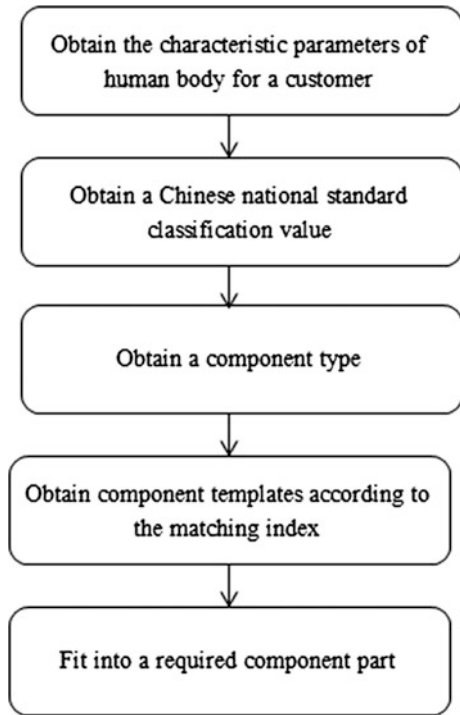 Obtain the characteristic parameters of
human body for a customer
Obtain a Chinese national standard
classification value
Obtain a component type
Obtain component templates according to
the matching index
Fit into a required component part